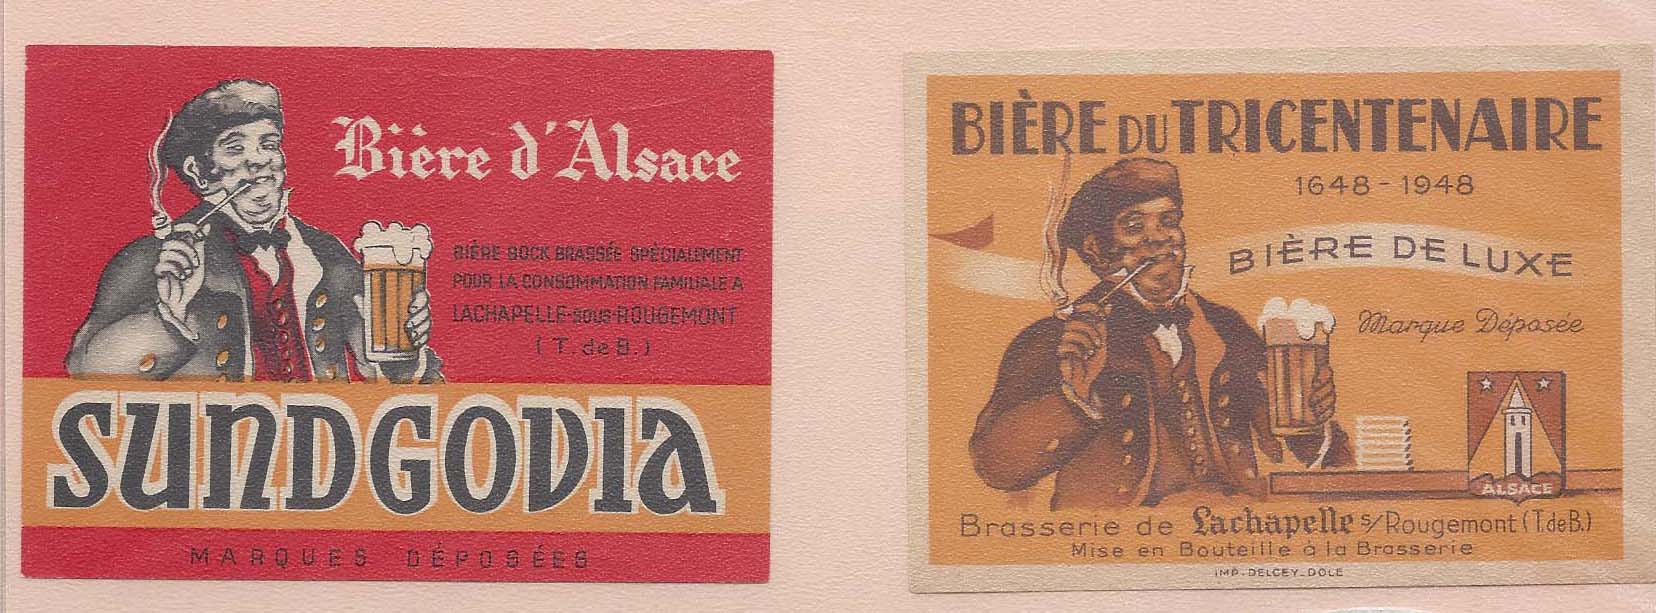 Bière d'Alsace
BIÈRE BOCK BRASSÉE SPÉCIALEMENT
POUR LA CONSOMMATION FAMILIALE A
LACHAPELLE-SOUS-ROUGEMONT
(T. de B.)
SUNDGOVIA
MARQUES DÉPOSÉES
BIÈRE DU TRICENTENAIRE
1648 - 1948
BIÈRE DE LUXE
Marque Déposée
ALSACE
Brasserie de Lachapelle s/Rougemont (T.deB.)
Mise en Bouteille à la Brasserie
IMP. DELCEY_DOLE